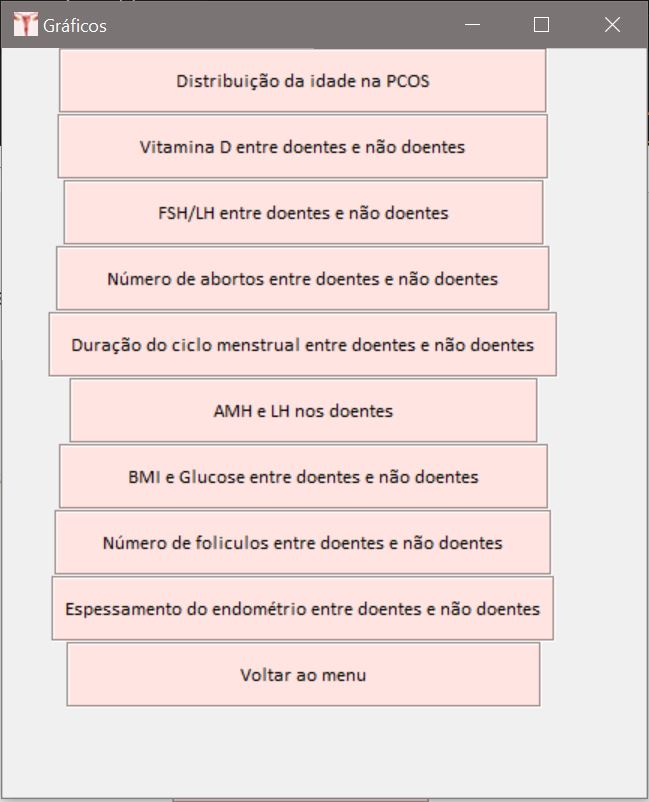 Gráficos
Distribuição da idade na PCOS
Vitamina D entre doentes e não doentes
FSH/LH entre doentes e não doentes
Número de abortos entre doentes e não doentes
Duração do ciclo menstrual entre doentes e não doentes
AMH e LH nos doentes
BMI e Glucose entre doentes e não doentes
Número de foliculos entre doentes e não doentes
Espessamento do endométrio entre doentes e não doentes
Voltar ao menu